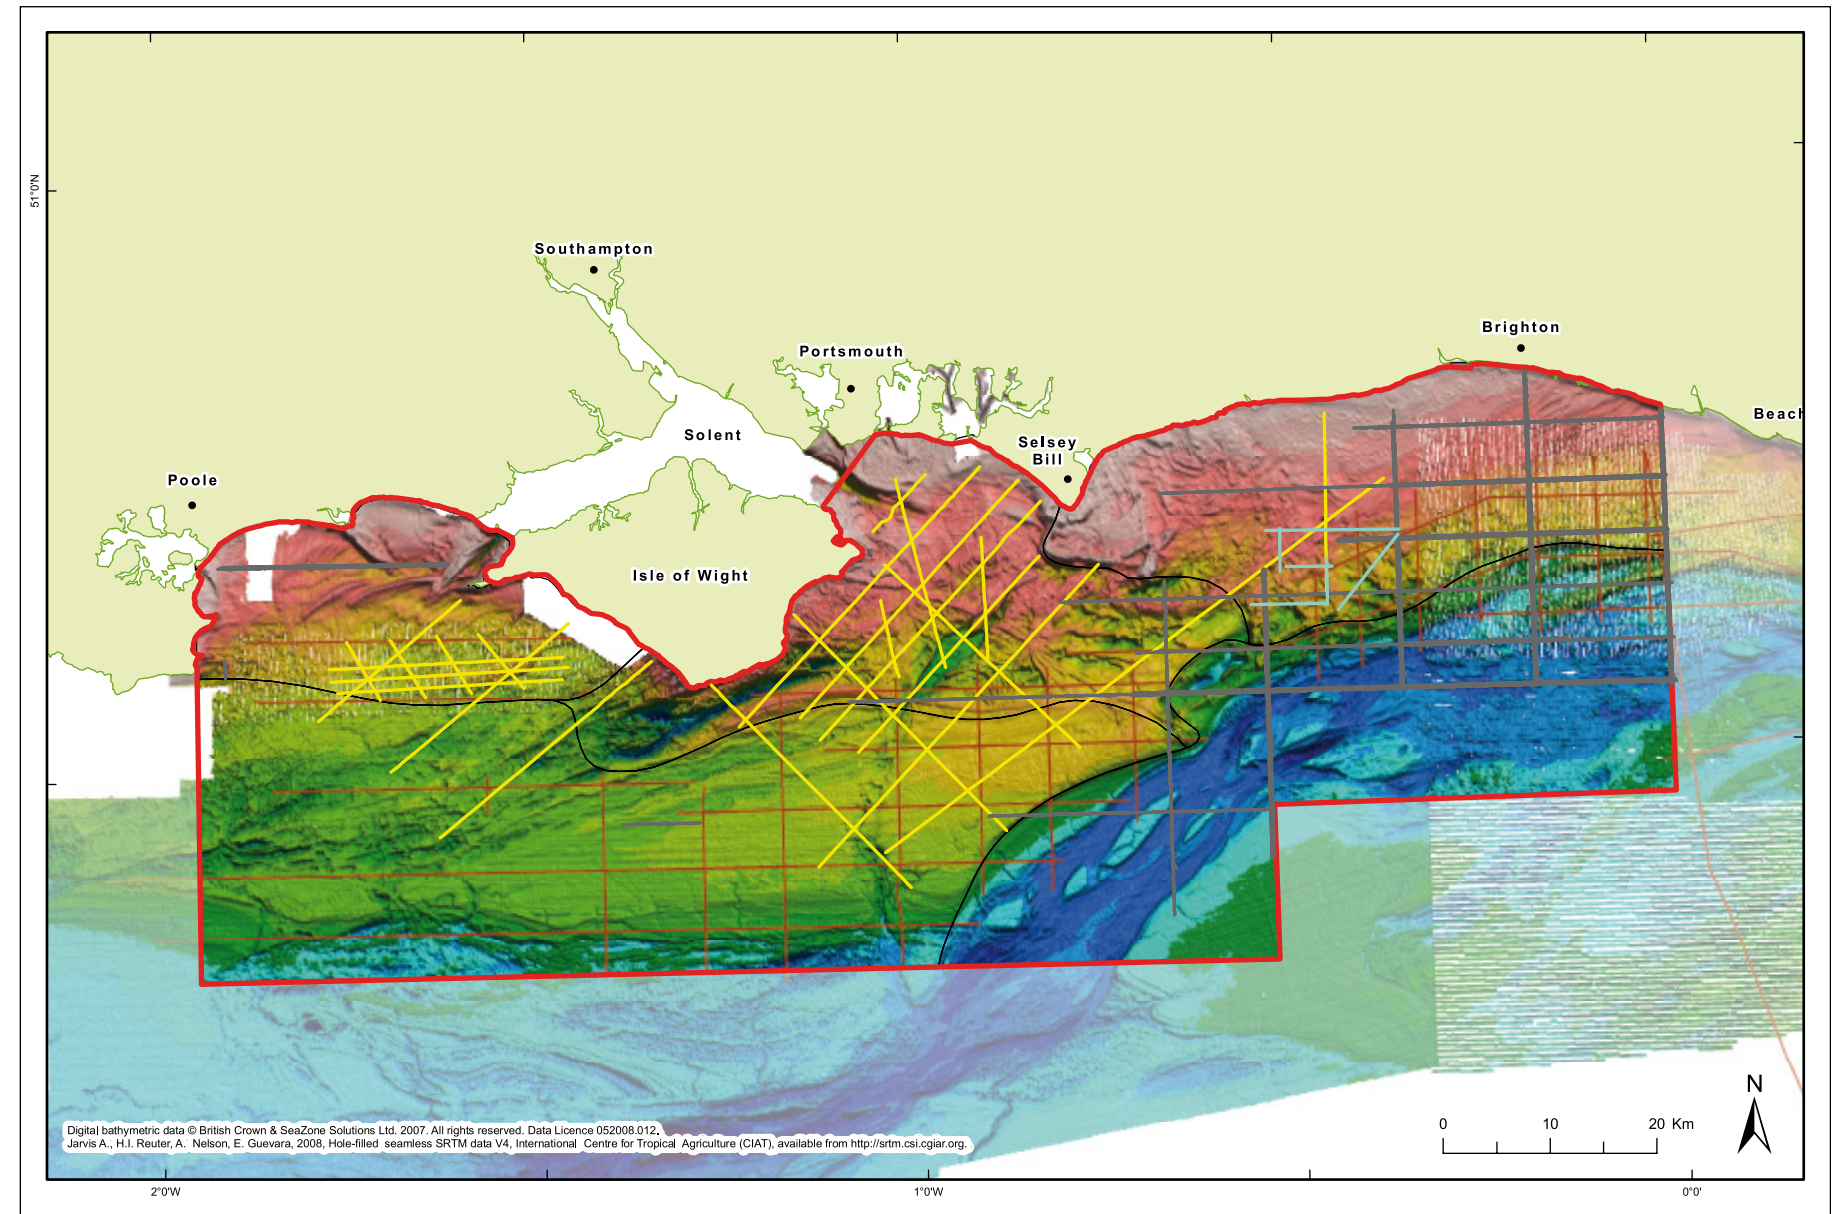 51°0'N
Southampton
Portsmouth
Brighton
Beach
Solent
Selsey
Bill
Poole
Isle of Wight
N
0 10 20 Km
Digital bathymetric data © British Crown & SeaZone Solutions Ltd. 2007. All rights reserved. Data Licence 052008.012.
Jarvis A., H.I. Reuter, A. Nelson, E. Guevara, 2008, Hole-filled seamless SRTM data V4, International Centre for Tropical Agriculture (CIAT), available from http://srtm.csi.cgiar.org.
2°0'W 1°0'W 0°0'